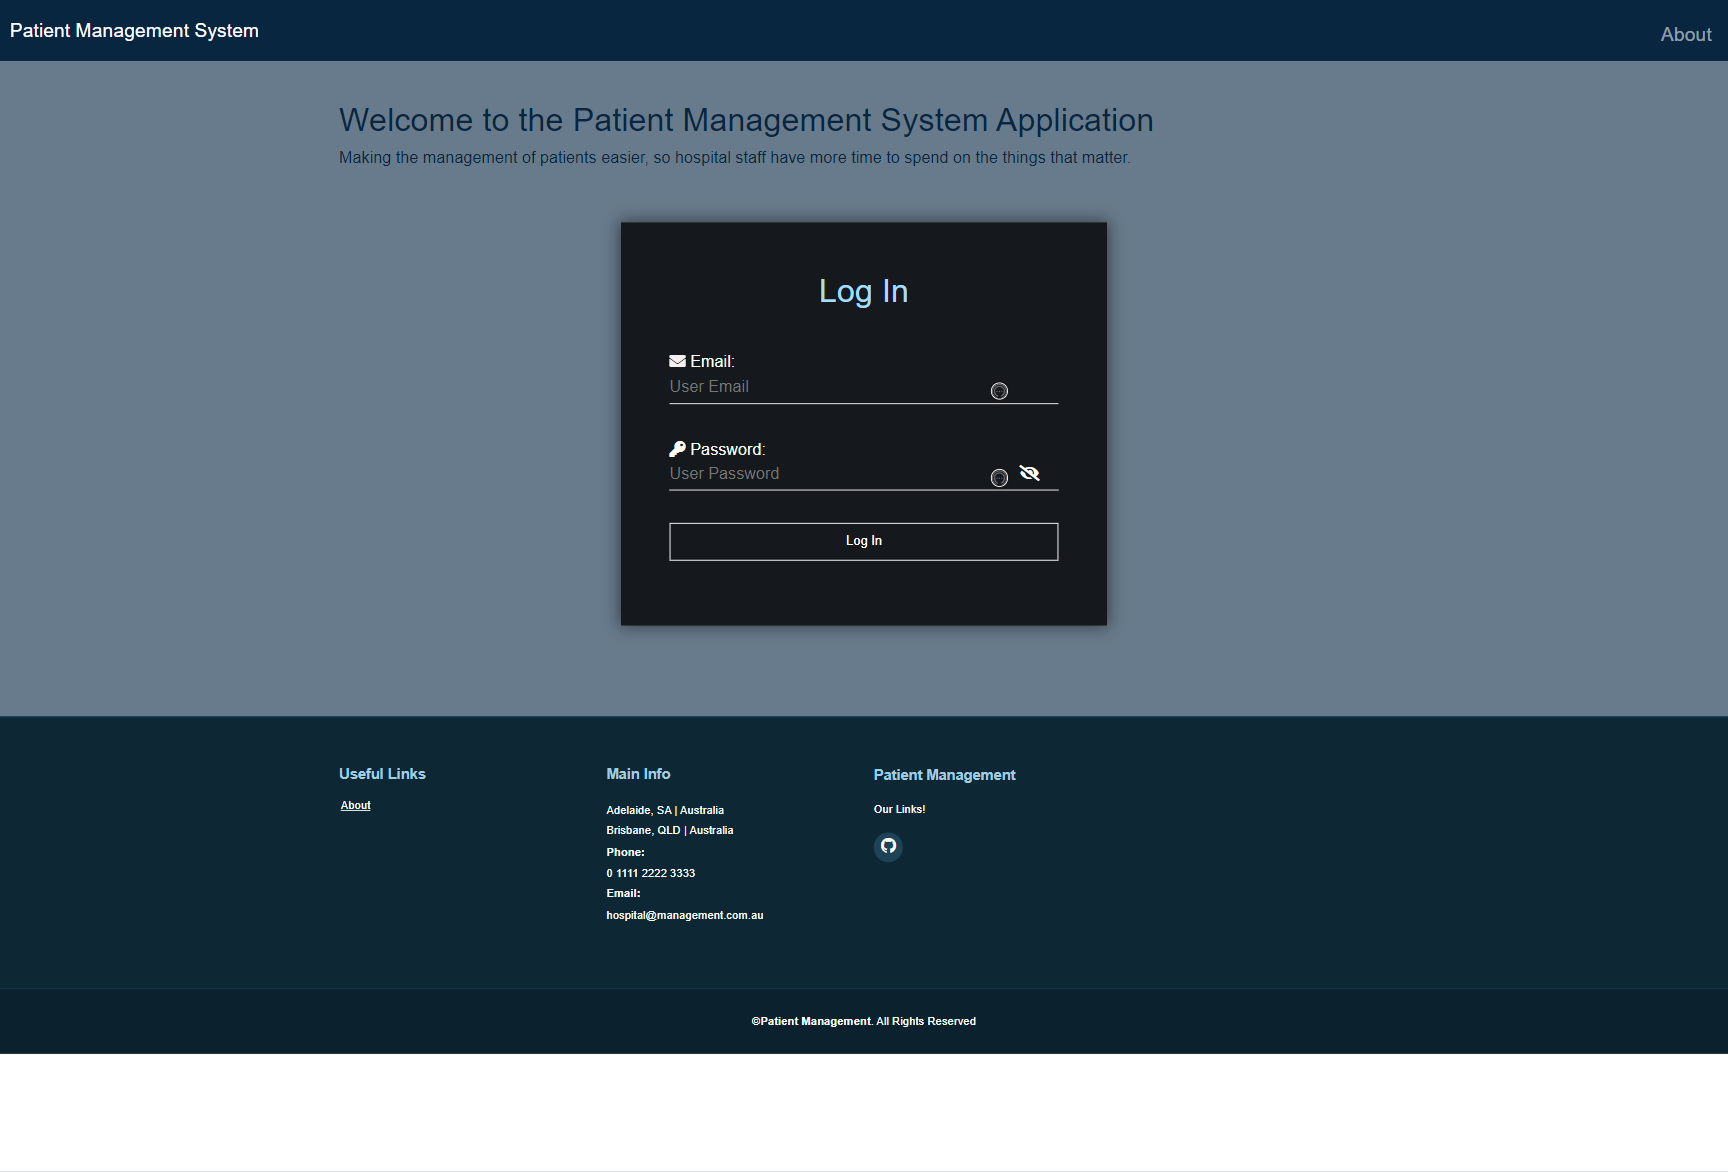 Patient Management System
About
Welcome to the Patient Management System Application
Making the management of patients easier, so hospital staff have more time to spend on the things that matter.
Log In
Email:
User Email
Password:
User Password
Log In
Useful Links
About
Main Info
Adelaide, SA | Australia
Brisbane, QLD | Australia
Phone:
0 1111 2222 3333
Email:
hospital@management.com.au
Patient Management
Our Links!
©Patient Management. All Rights Reserved